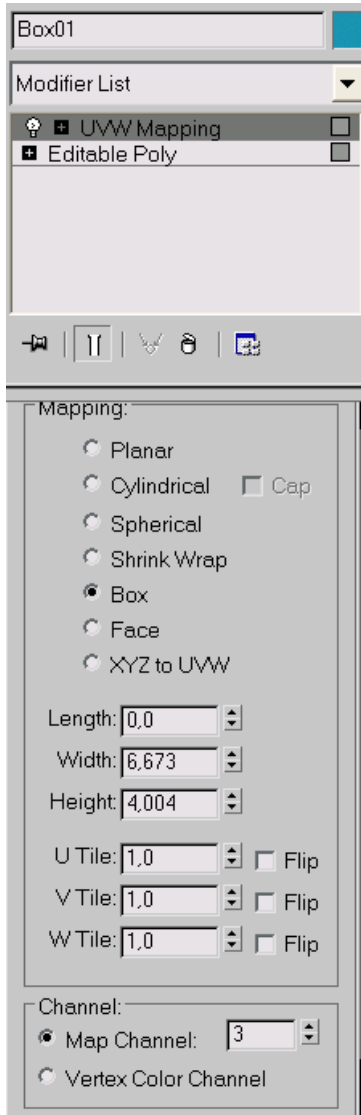 Box01
Modifier List
UVW Mapping
Editable Poly
Mapping:
Planar
Cylindrical Cap
Spherical
Shrink Wrap
Box
Face
XYZ to UVW
Length: 0,0
Width: 6,673
Height: 4,004
U Tile: 1,0 Flip
V Tile: 1,0 Flip
W Tile: 1,0 Flip
Channel:
Map Channel: 3
Vertex Color Channel